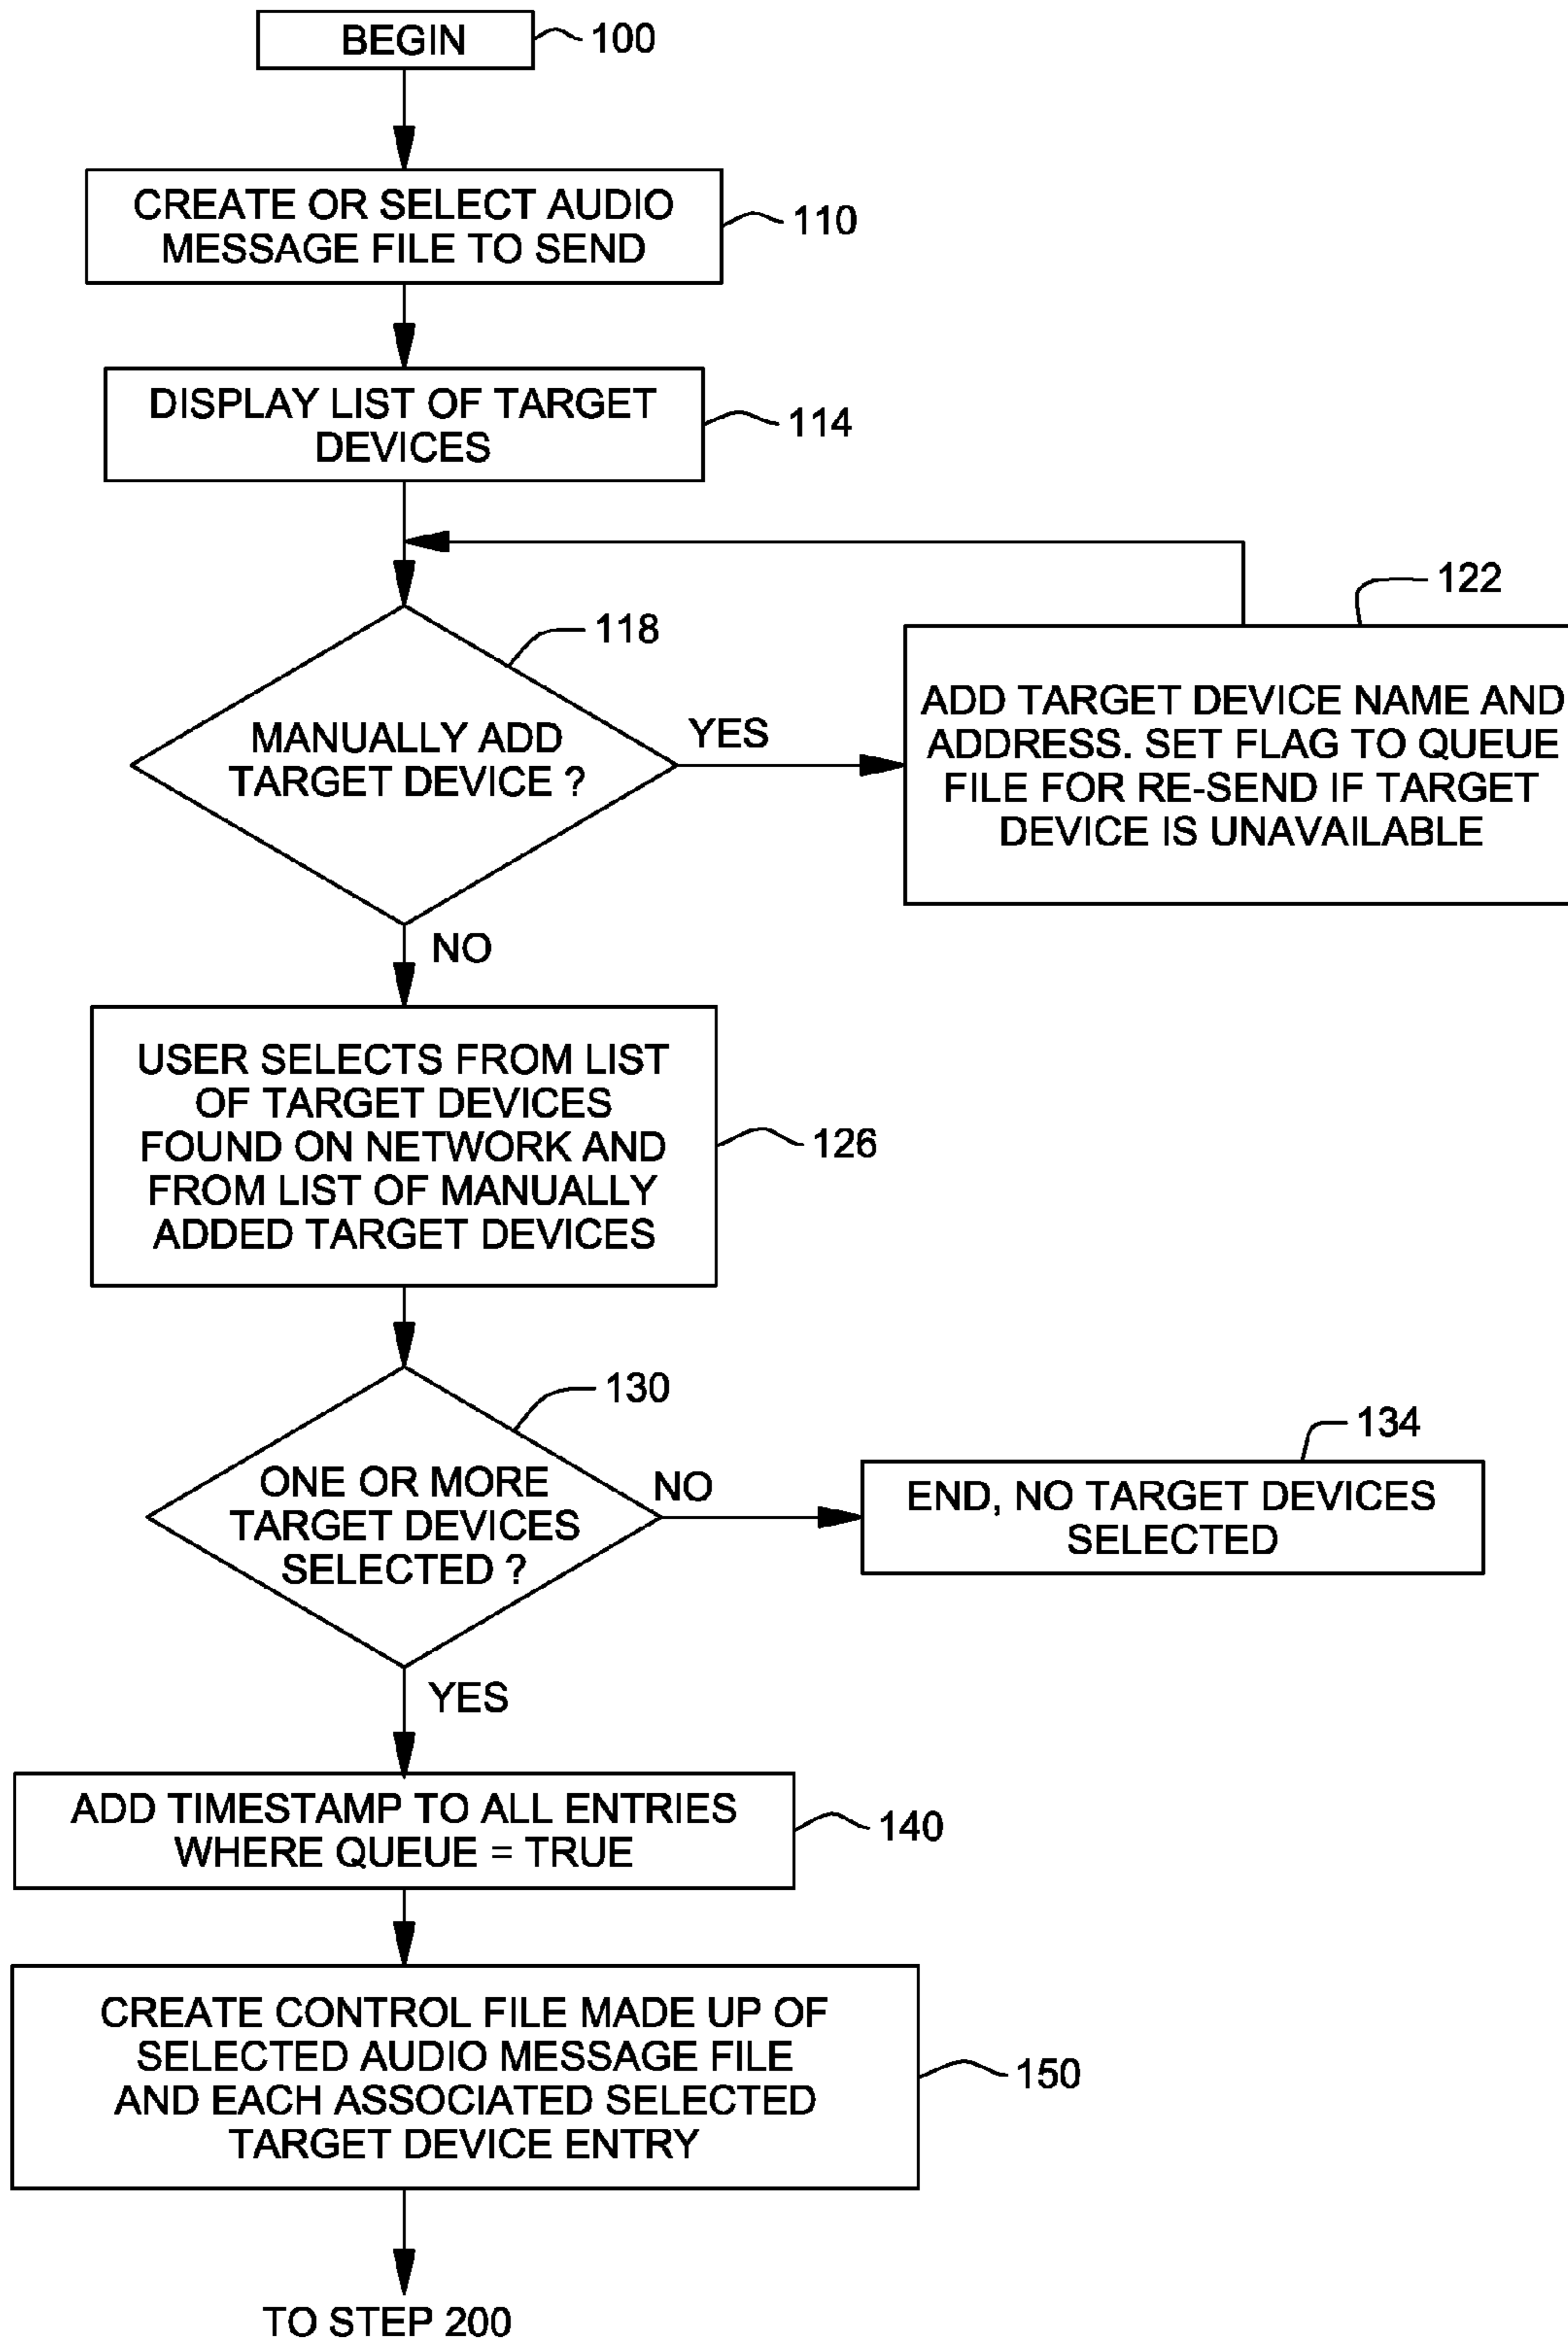 BEGIN
100
CREATE OR SELECT AUDIO
MESSAGE FILE TO SEND
110
DISPLAY LIST OF TARGET
DEVICES
114
118
MANUALLY ADD
TARGET DEVICE ?
YES
122
ADD TARGET DEVICE NAME AND
ADDRESS. SET FLAG TO QUEUE
FILE FOR RE-SEND IF TARGET
DEVICE IS UNAVAILABLE
NO
USER SELECTS FROM LIST
OF TARGET DEVICES
FOUND ON NETWORK AND
FROM LIST OF MANUALLY
ADDED TARGET DEVICES
126
130
ONE OR MORE
TARGET DEVICES
SELECTED ?
NO
134
END, NO TARGET DEVICES
SELECTED
YES
ADD TIMESTAMP TO ALL ENTRIES
WHERE QUEUE = TRUE
140
CREATE CONTROL FILE MADE UP OF
SELECTED AUDIO MESSAGE FILE
AND EACH ASSOCIATED SELECTED
TARGET DEVICE ENTRY
150
TO STEP 200